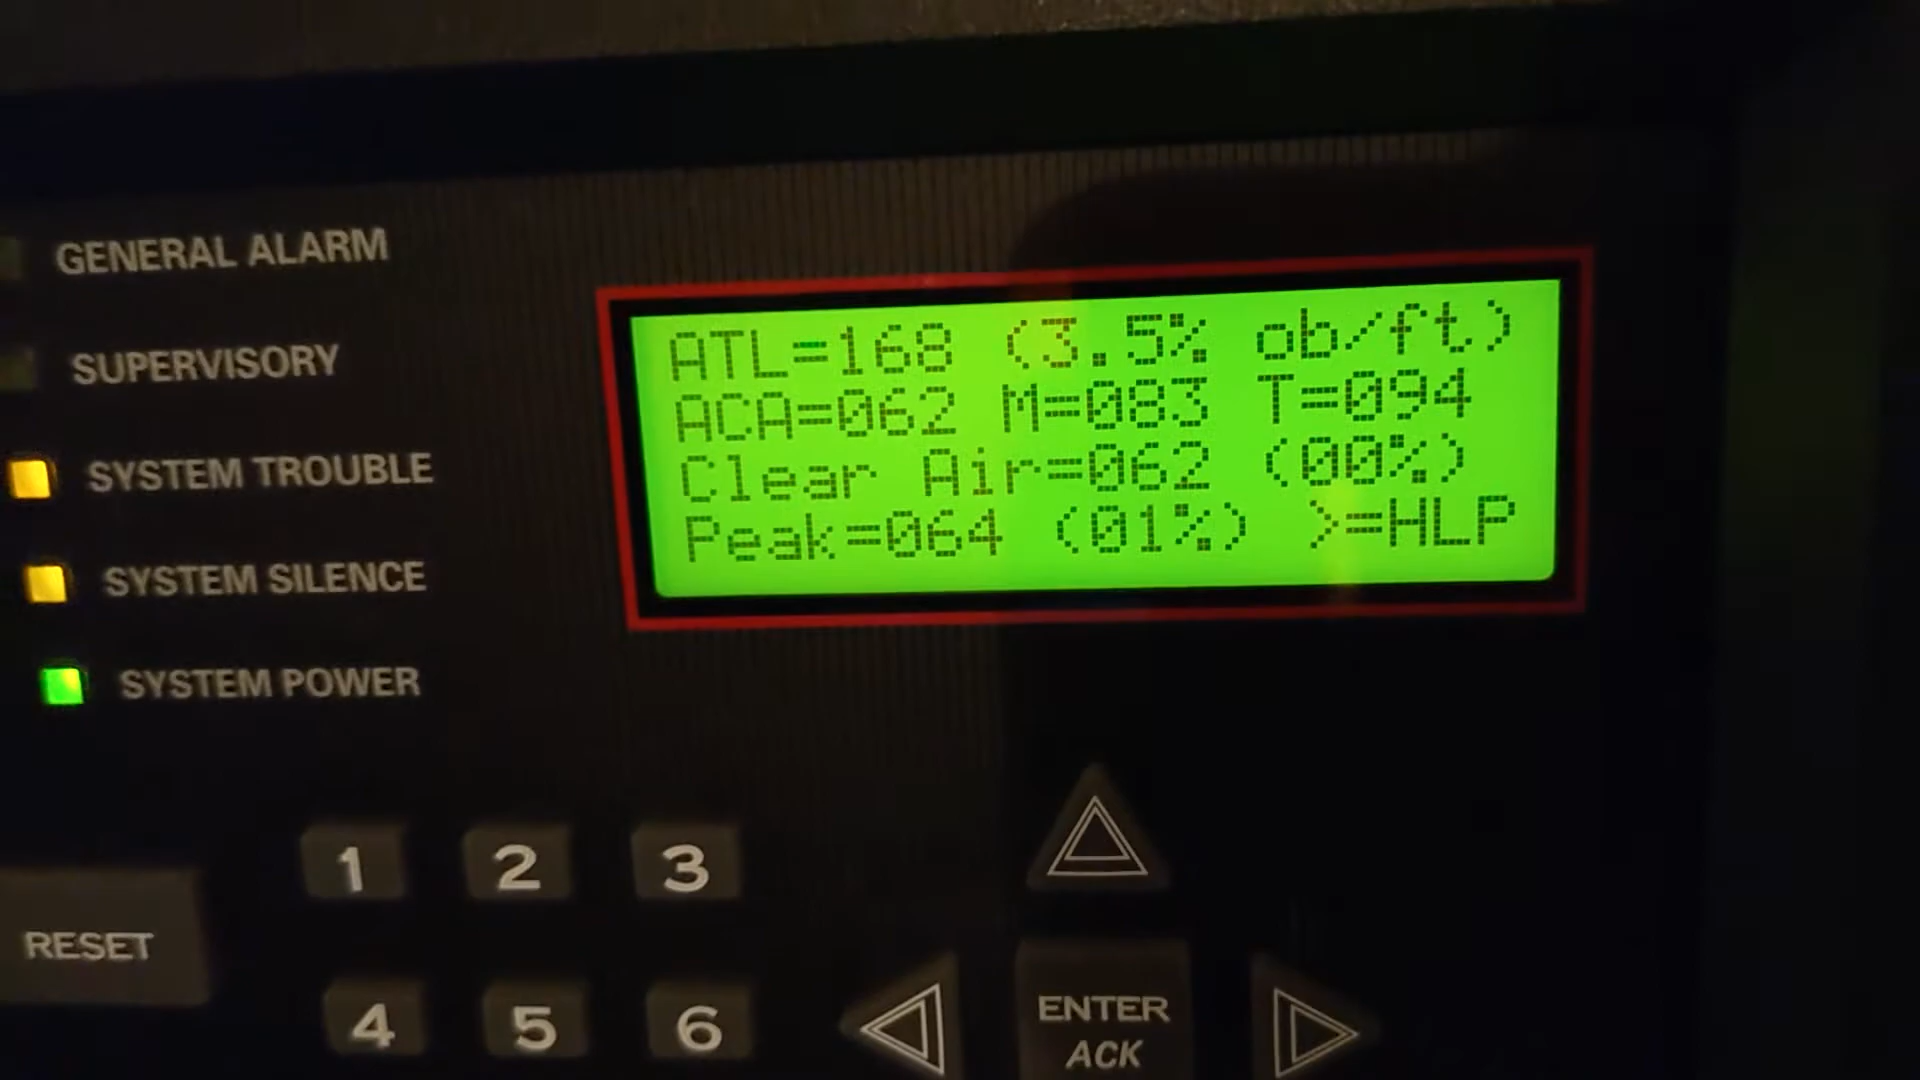 GENERAL ALARM
SUPERVISORY
SYSTEM TROUBLE
SYSTEM SILENCE
SYSTEM POWER
ATL=168 (3.5% ob/ft)
ACA=062 M=083 T=094
Clear Air=062 (00%)
Peak=064 (01%) >=HLP
RESET
1 2 3
4 5 6
ENTER
ACK